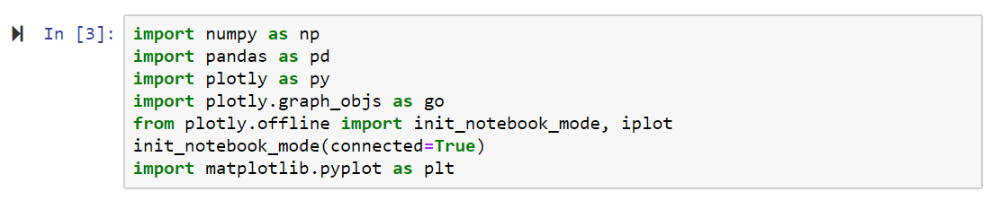 In [3]: import numpy as np
import pandas as pd
import plotly as py
import plotly.graph_objs as go
from plotly.offline import init_notebook_mode, iplot
init_notebook_mode(connected=True)
import matplotlib.pyplot as plt